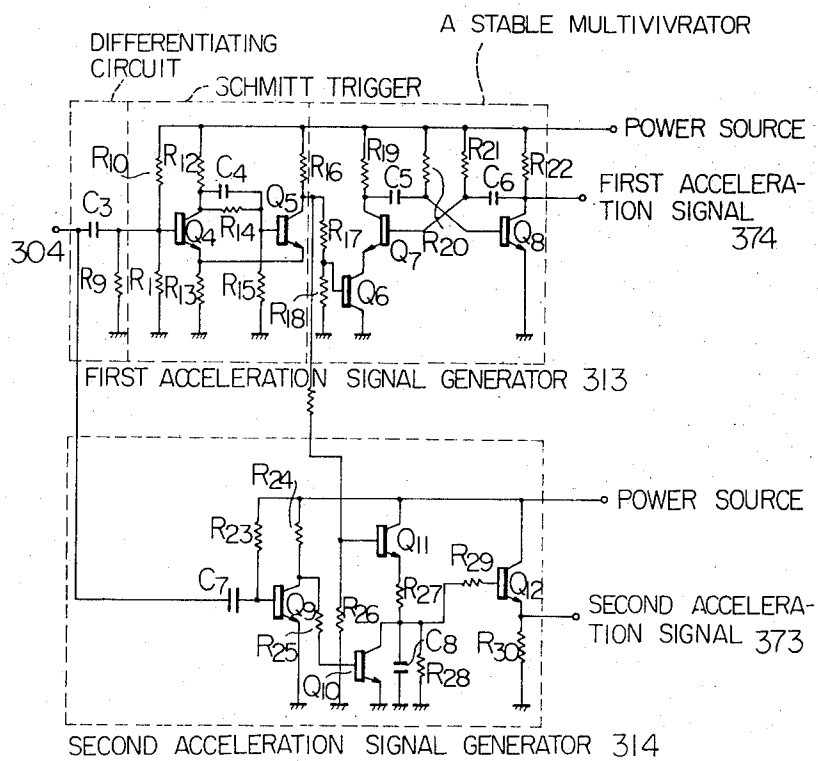 A STABLE MULTIVIVRATOR
DIFFERENTIATING
CIRCUIT
SCHMITT TRIGGER
POWER SOURCE
R10
R12
C4
Q5
R16
R19
C5
R21
C6
R22
FIRST ACCELERA-
TION SIGNAL
374
C3
304
Q4
R14
R17
Q7
R20
Q8
R9
R1
R13
R15
R18
Q6
FIRST ACCELERATION SIGNAL GENERATOR 313
R24
POWER SOURCE
R23
Q11
R29
C7
Q9
R26
R27
Q12
SECOND ACCELERA-
TION SIGNAL 373
R25
C8
R30
Q10
R28
SECOND ACCELERATION SIGNAL GENERATOR 314